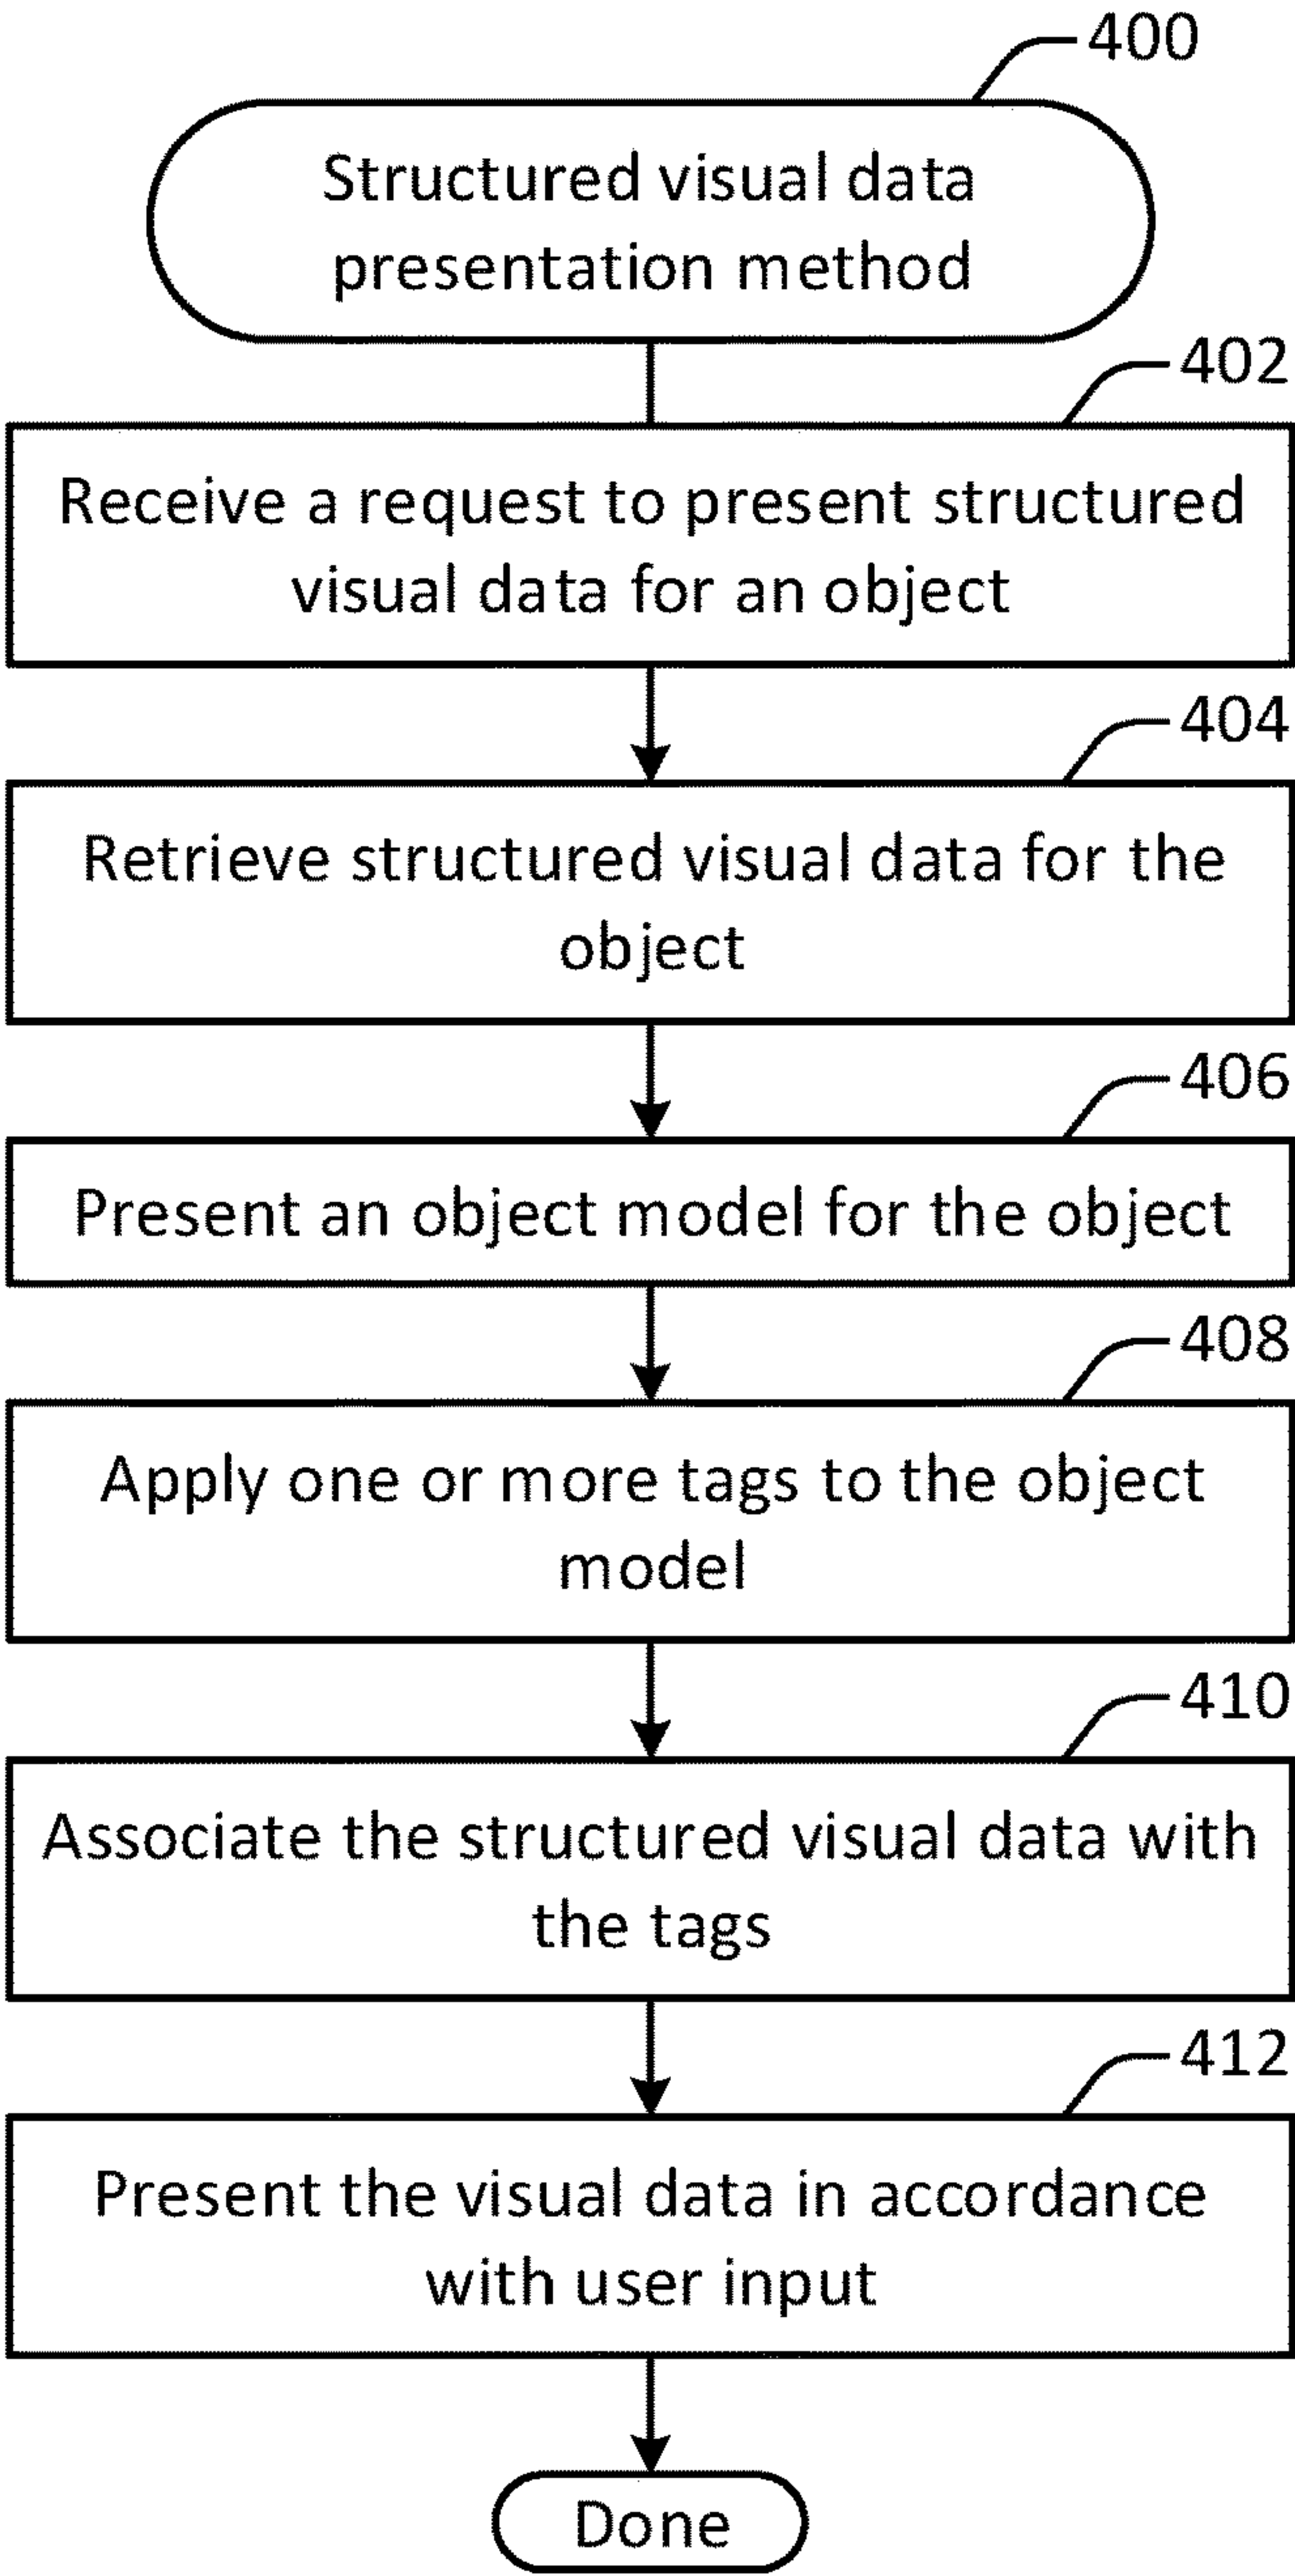 400
Structured visual data
presentation method
402
Receive a request to present structured
visual data for an object
404
Retrieve structured visual data for the
object
406
Present an object model for the object
408
Apply one or more tags to the object
model
410
Associate the structured visual data with
the tags
412
Present the visual data in accordance
with user input
Done